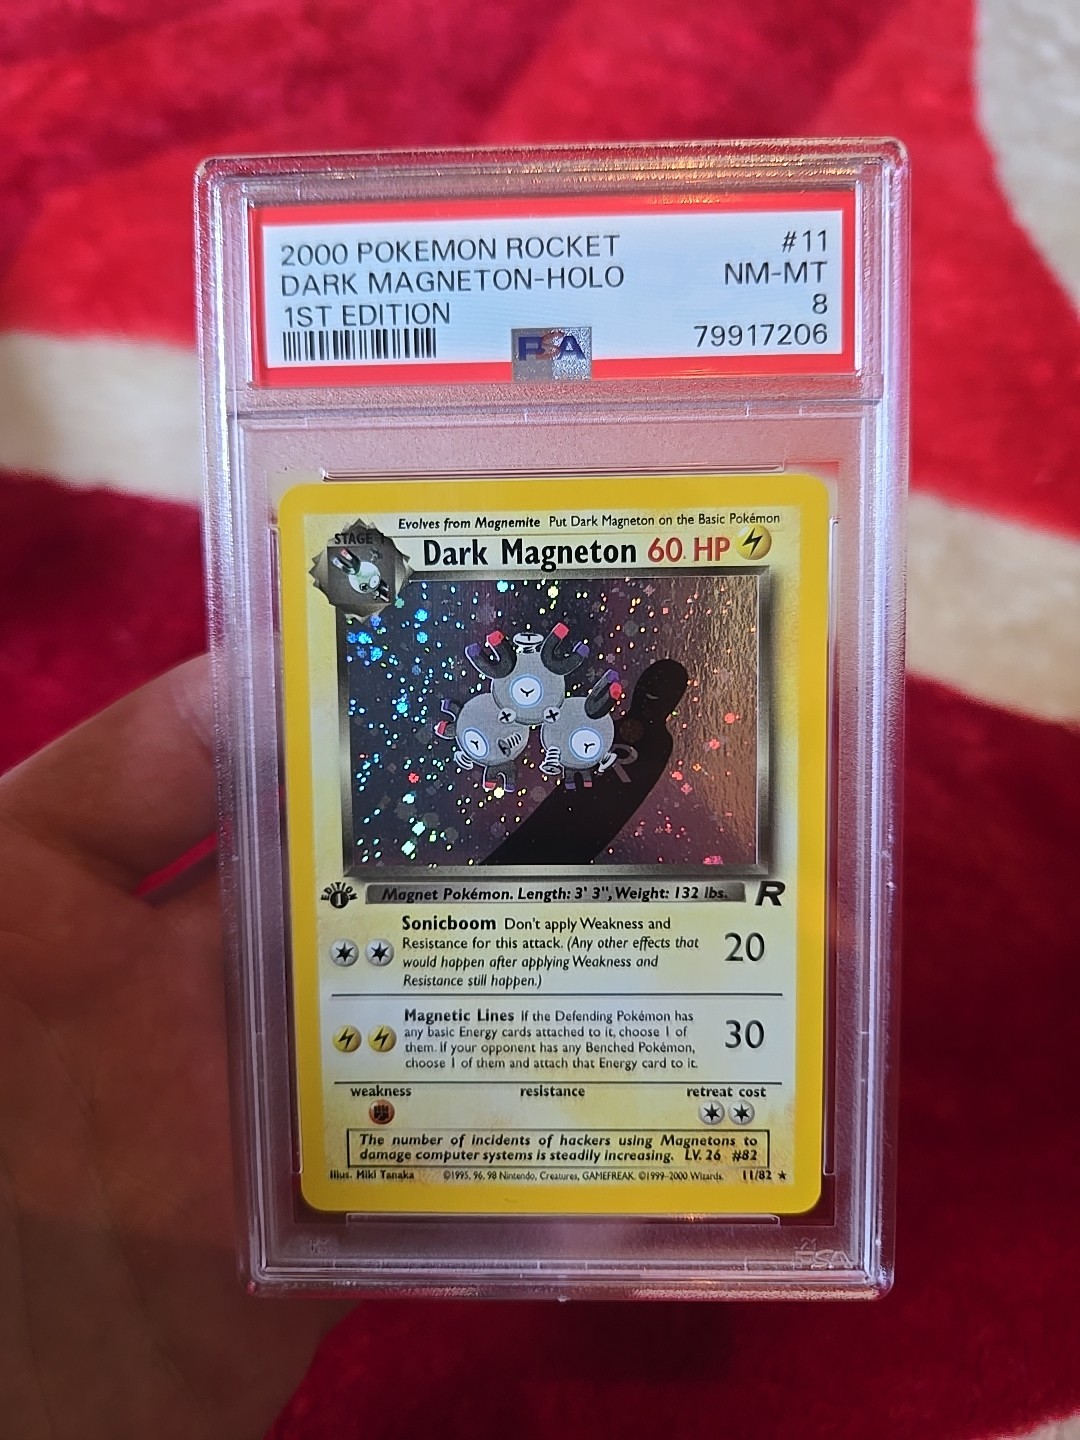 2000 POKEMON ROCKET
#11
DARK MAGNETON-HOLO
NM-MT
1ST EDITION
8
PSA
79917206
Evolves from Magnemite Put Dark Magneton on the Basic Pokémon
STAGE 1
Dark Magneton 60 HP
R
EDITION
1
Magnet Pokémon. Length: 3' 3", Weight: 132 lbs.
R
Sonicboom Don't apply Weakness and
Resistance for this attack. (Any other effects that
would happen after applying Weakness and
Resistance still happen.)
20
Magnetic Lines If the Defending Pokémon has
any basic Energy cards attached to it, choose 1 of
them. If your opponent has any Benched Pokémon,
choose 1 of them and attach that Energy card to it.
30
weakness resistance retreat cost
The number of incidents of hackers using Magnetons to
damage computer systems is steadily increasing. LV. 26 #82
Illus. Miki Tanaka ©1995, 96, 98 Nintendo, Creatures, GAMEFREAK. ©1999-2000 Wizards. 11/82 ★
PSA